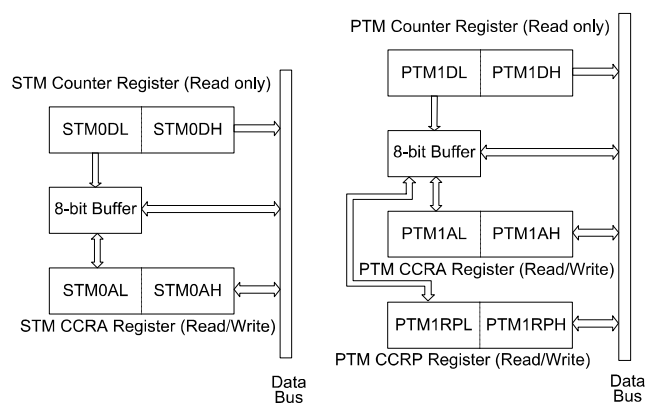 STM Counter Register (Read only)
STM0DL STM0DH
8-bit Buffer
STM0AL STM0AH
STM CCRA Register (Read/Write)
Data
Bus
PTM Counter Register (Read only)
PTM1DL PTM1DH
8-bit Buffer
PTM1AL PTM1AH
PTM CCRA Register (Read/Write)
PTM1RPL PTM1RPH
PTM CCRP Register (Read/Write)
Data
Bus